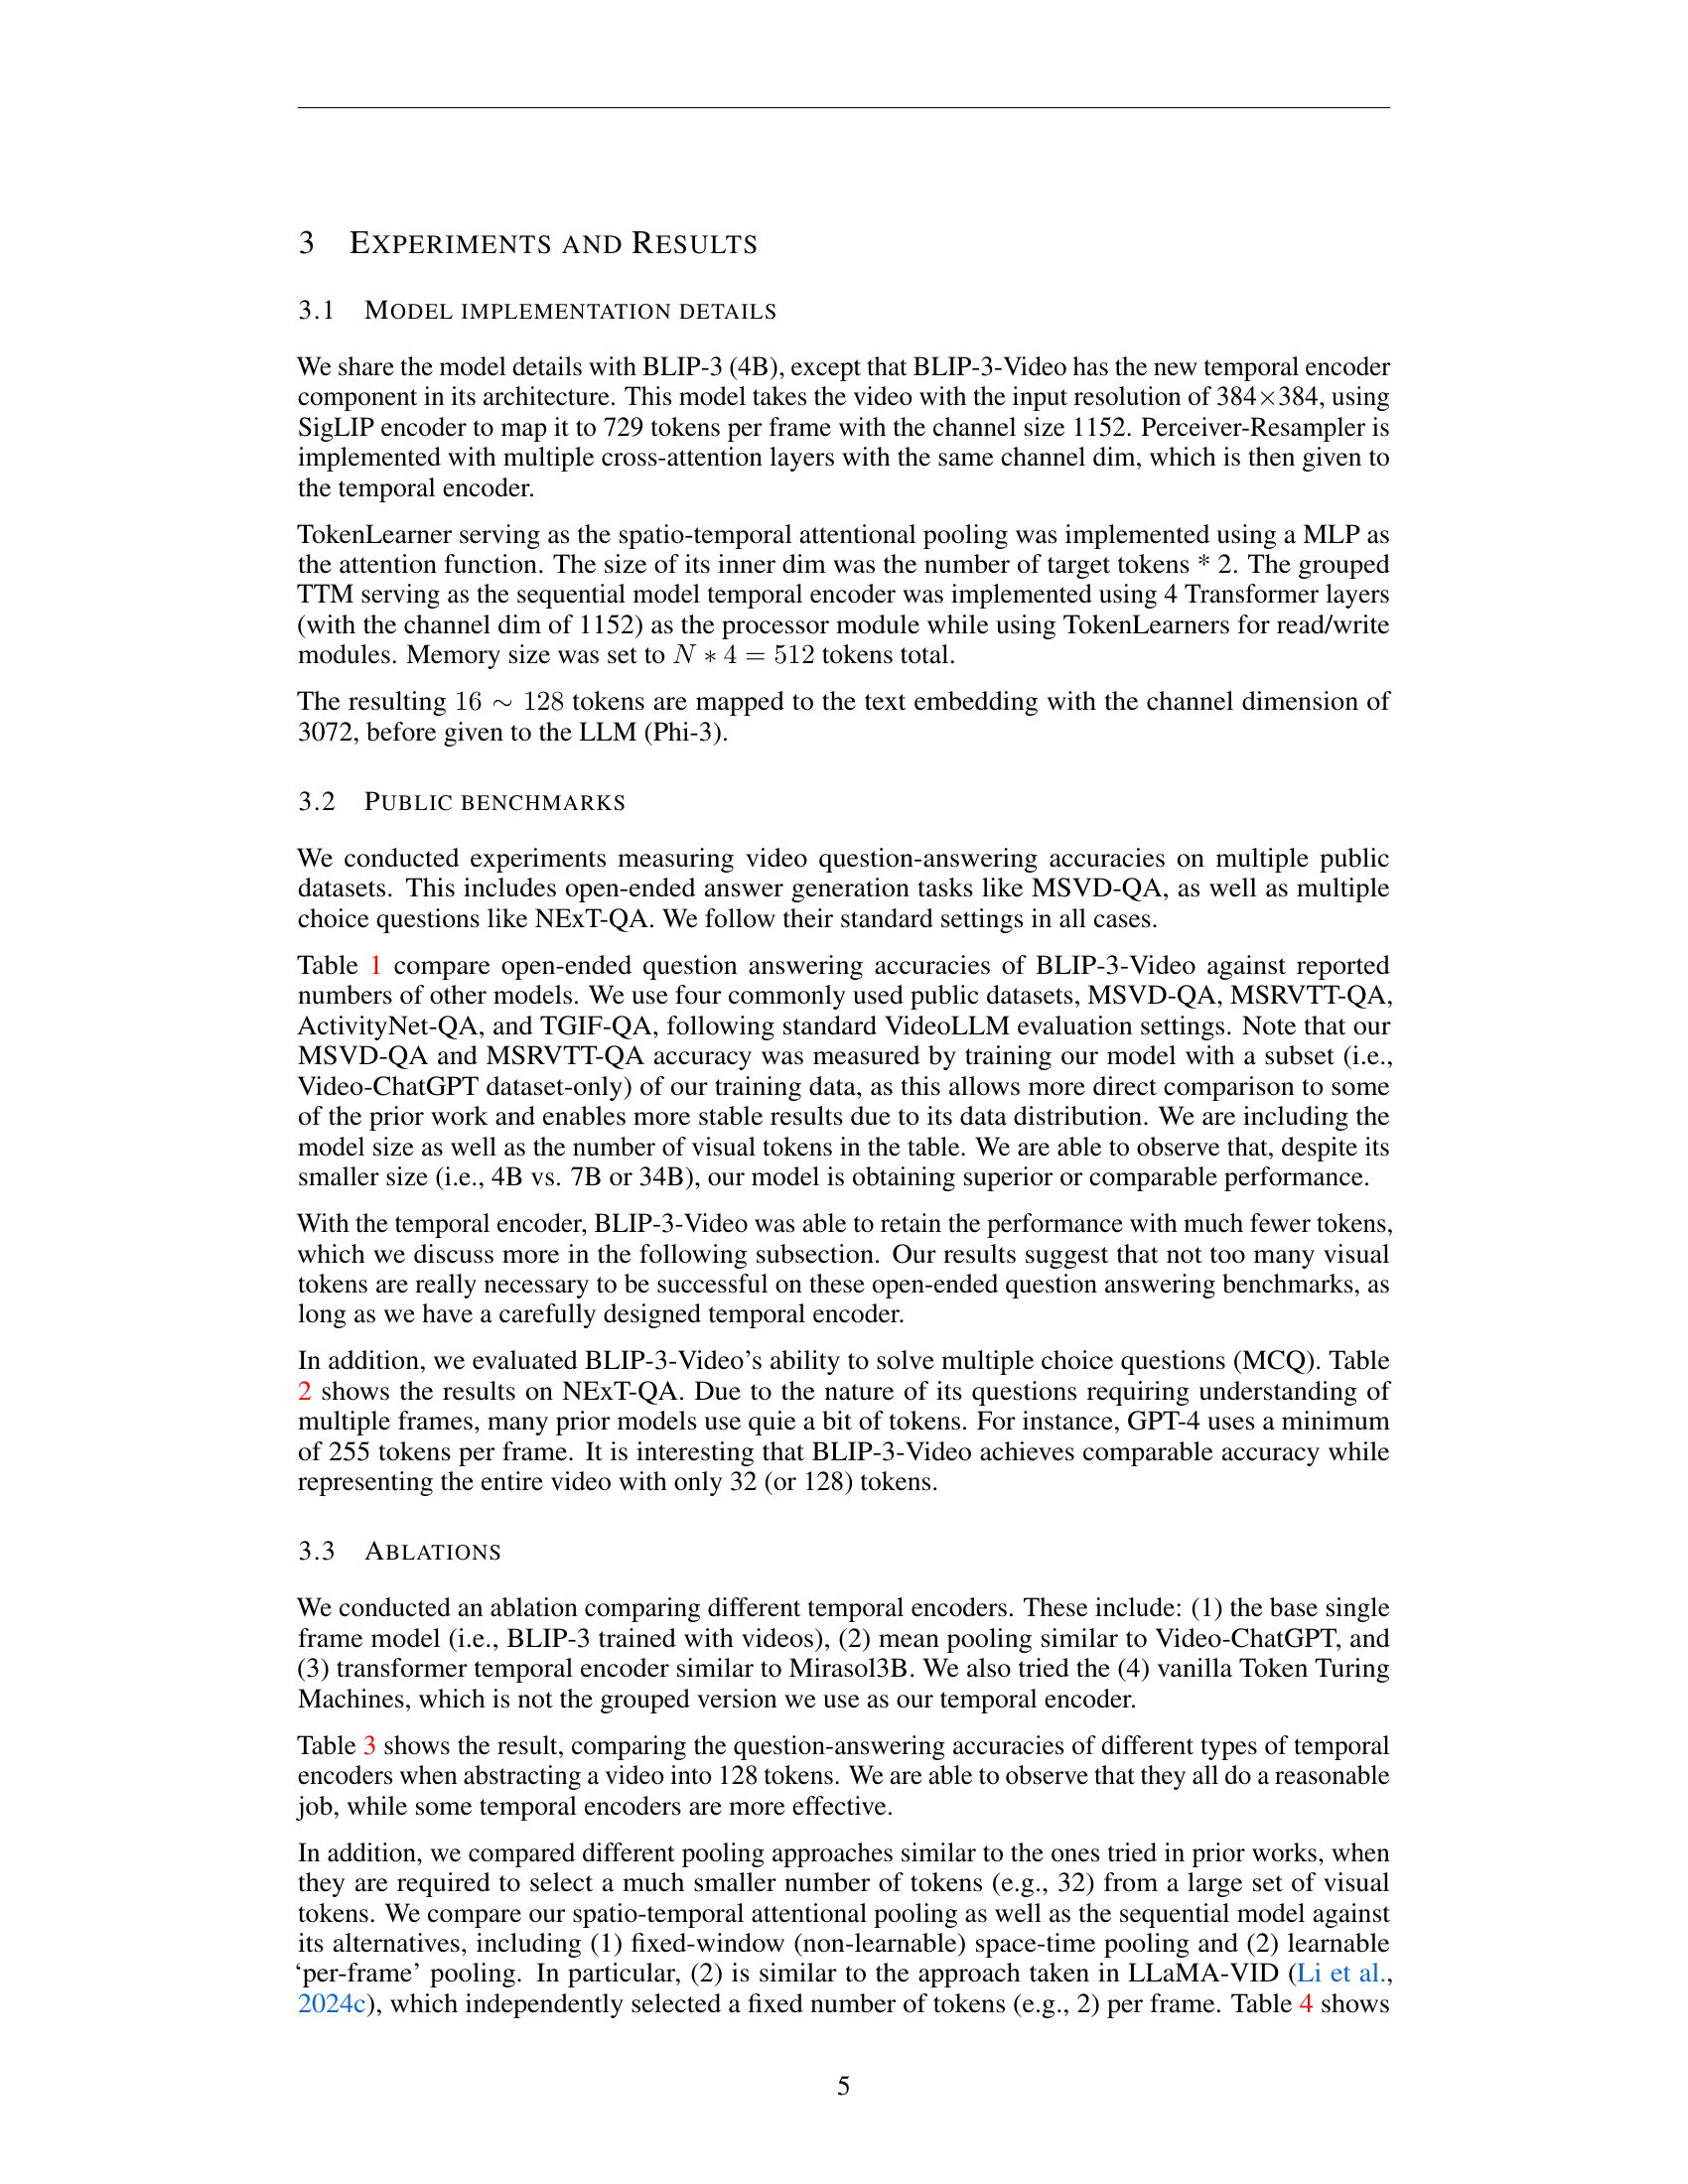 3 EXPERIMENTS AND RESULTS
3.1 MODEL IMPLEMENTATION DETAILS
We share the model details with BLIP-3 (4B), except that BLIP-3-Video has the new temporal encoder
component in its architecture. This model takes the video with the input resolution of 384×384, using
SigLIP encoder to map it to 729 tokens per frame with the channel size 1152. Perceiver-Resampler is
implemented with multiple cross-attention layers with the same channel dim, which is then given to
the temporal encoder.
TokenLearner serving as the spatio-temporal attentional pooling was implemented using a MLP as
the attention function. The size of its inner dim was the number of target tokens * 2. The grouped
TTM serving as the sequential model temporal encoder was implemented using 4 Transformer layers
(with the channel dim of 1152) as the processor module while using TokenLearners for read/write
modules. Memory size was set to N ∗ 4 = 512 tokens total.
The resulting 16 ∼ 128 tokens are mapped to the text embedding with the channel dimension of
3072, before given to the LLM (Phi-3).
3.2 PUBLIC BENCHMARKS
We conducted experiments measuring video question-answering accuracies on multiple public
datasets. This includes open-ended answer generation tasks like MSVD-QA, as well as multiple
choice questions like NExT-QA. We follow their standard settings in all cases.
Table 1 compare open-ended question answering accuracies of BLIP-3-Video against reported
numbers of other models. We use four commonly used public datasets, MSVD-QA, MSRVTT-QA,
ActivityNet-QA, and TGIF-QA, following standard VideoLLM evaluation settings. Note that our
MSVD-QA and MSRVTT-QA accuracy was measured by training our model with a subset (i.e.,
Video-ChatGPT dataset-only) of our training data, as this allows more direct comparison to some
of the prior work and enables more stable results due to its data distribution. We are including the
model size as well as the number of visual tokens in the table. We are able to observe that, despite its
smaller size (i.e., 4B vs. 7B or 34B), our model is obtaining superior or comparable performance.
With the temporal encoder, BLIP-3-Video was able to retain the performance with much fewer tokens,
which we discuss more in the following subsection. Our results suggest that not too many visual
tokens are really necessary to be successful on these open-ended question answering benchmarks, as
long as we have a carefully designed temporal encoder.
In addition, we evaluated BLIP-3-Video's ability to solve multiple choice questions (MCQ). Table
2 shows the results on NExT-QA. Due to the nature of its questions requiring understanding of
multiple frames, many prior models use quie a bit of tokens. For instance, GPT-4 uses a minimum
of 255 tokens per frame. It is interesting that BLIP-3-Video achieves comparable accuracy while
representing the entire video with only 32 (or 128) tokens.
3.3 ABLATIONS
We conducted an ablation comparing different temporal encoders. These include: (1) the base single
frame model (i.e., BLIP-3 trained with videos), (2) mean pooling similar to Video-ChatGPT, and
(3) transformer temporal encoder similar to Mirasol3B. We also tried the (4) vanilla Token Turing
Machines, which is not the grouped version we use as our temporal encoder.
Table 3 shows the result, comparing the question-answering accuracies of different types of temporal
encoders when abstracting a video into 128 tokens. We are able to observe that they all do a reasonable
job, while some temporal encoders are more effective.
In addition, we compared different pooling approaches similar to the ones tried in prior works, when
they are required to select a much smaller number of tokens (e.g., 32) from a large set of visual
tokens. We compare our spatio-temporal attentional pooling as well as the sequential model against
its alternatives, including (1) fixed-window (non-learnable) space-time pooling and (2) learnable
‘per-frame’ pooling. In particular, (2) is similar to the approach taken in LLaMA-VID (Li et al.,
2024c), which independently selected a fixed number of tokens (e.g., 2) per frame. Table 4 shows
5